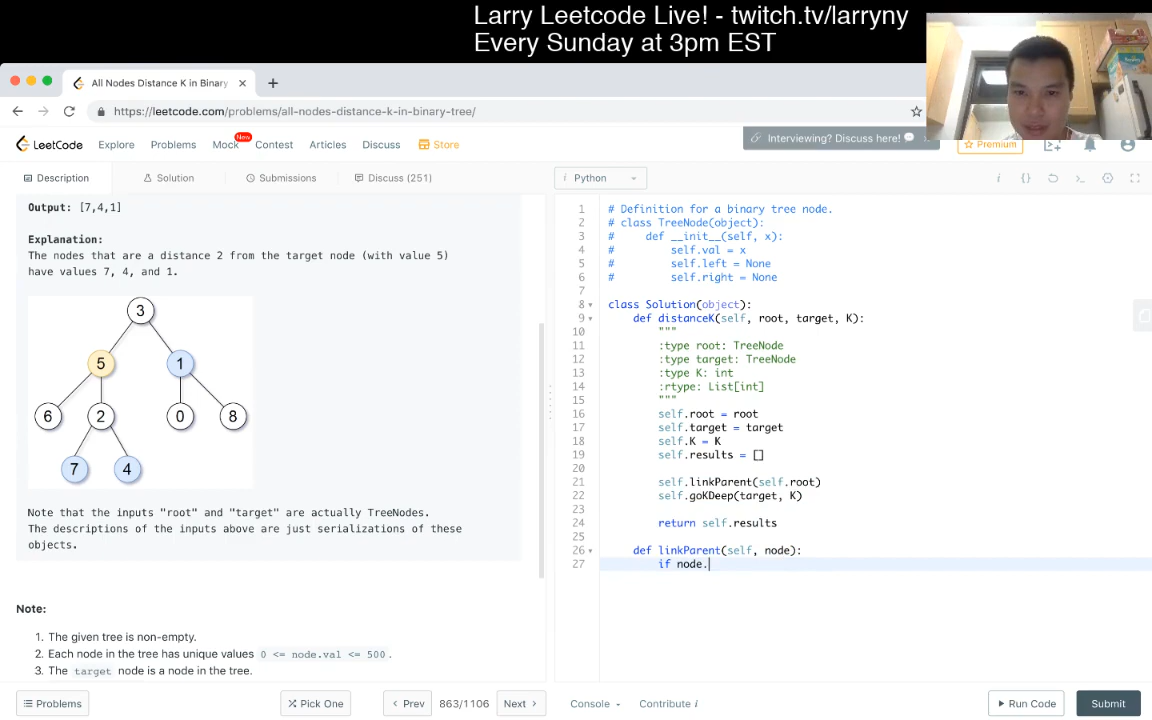 Larry Leetcode Live! - twitch.tv/larryny
Every Sunday at 3pm EST
All Nodes Distance K in Binary
https://leetcode.com/problems/all-nodes-distance-k-in-binary-tree/
LeetCode
Explore
Problems
Mock
New
Contest
Articles
Discuss
Store
Interviewing? Discuss here!
Premium
Description
Solution
Submissions
Discuss (251)
i Python
Output: [7,4,1]
Explanation:
The nodes that are a distance 2 from the target node (with value 5)
have values 7, 4, and 1.
3
5
1
6
2
0
8
7
4
Note that the inputs "root" and "target" are actually TreeNodes.
The descriptions of the inputs above are just serializations of these
objects.
Note:
1. The given tree is non-empty.
2. Each node in the tree has unique values 0 <= node.val <= 500.
3. The target node is a node in the tree.
1 # Definition for a binary tree node.
2 # class TreeNode(object):
3 #     def __init__(self, x):
4 #         self.val = x
5 #         self.left = None
6 #         self.right = None
7
8 class Solution(object):
9     def distanceK(self, root, target, K):
10         """
11         :type root: TreeNode
12         :type target: TreeNode
13         :type K: int
14         :rtype: List[int]
15         """
16         self.root = root
17         self.target = target
18         self.K = K
19         self.results = []
20
21         self.linkParent(self.root)
22         self.goKDeep(target, K)
23
24         return self.results
25
26     def linkParent(self, node):
27         if node.
Problems
Pick One
Prev
863/1106
Next
Console
Contribute i
Run Code
Submit